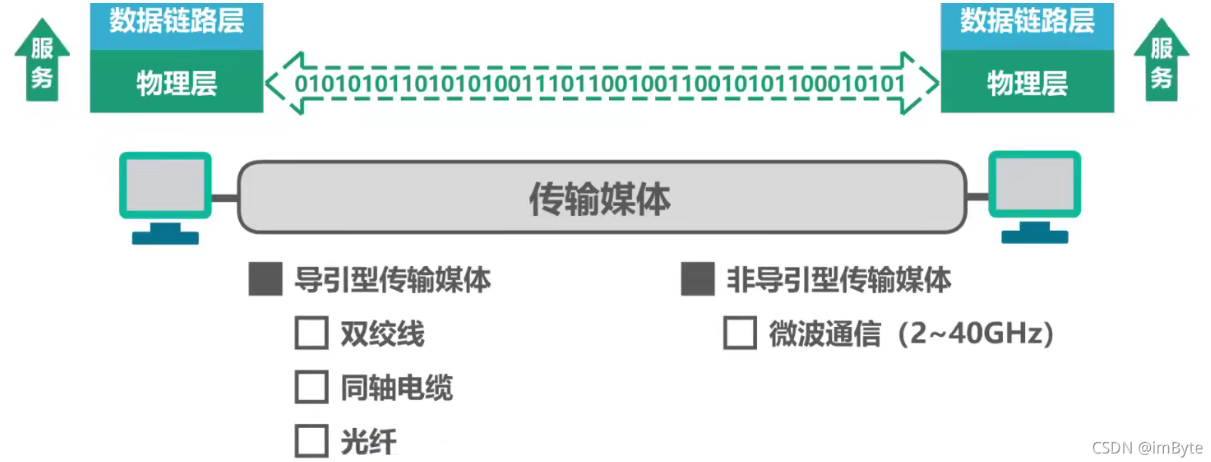 数据链路层
数据链路层
服务
服务
物理层
010101011010101001110110010011001010110001010​1
物理层
传输媒体
导引型传输媒体
非导引型传输媒体
双绞线
微波通信（2~40GHz）
同轴电缆
光纤
CSDN @imByte